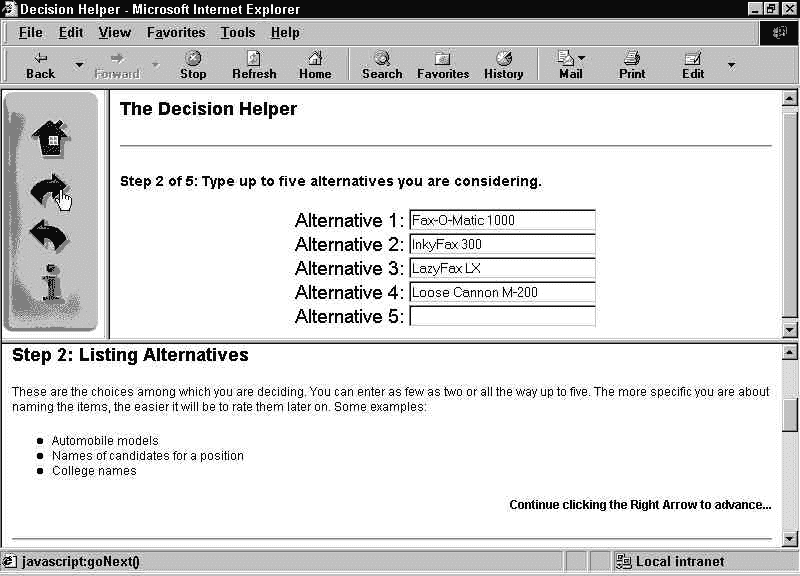 Decision Helper - Microsoft Internet Explorer
File Edit View Favorites Tools Help
Back Forward Stop Refresh Home Search Favorites History Mail Print Edit
The Decision Helper
Step 2 of 5: Type up to five alternatives you are considering.
Alternative 1: Fax-O-Matic 1000
Alternative 2: InkyFax 300
Alternative 3: LazyFax LX
Alternative 4: Loose Cannon M-200
Alternative 5:
Step 2: Listing Alternatives
These are the choices among which you are deciding. You can enter as few as two or all the way up to five. The more specific you are about
naming the items, the easier it will be to rate them later on. Some examples:
Automobile models
Names of candidates for a position
College names
Continue clicking the Right Arrow to advance...
javascript:goNext() Local intranet